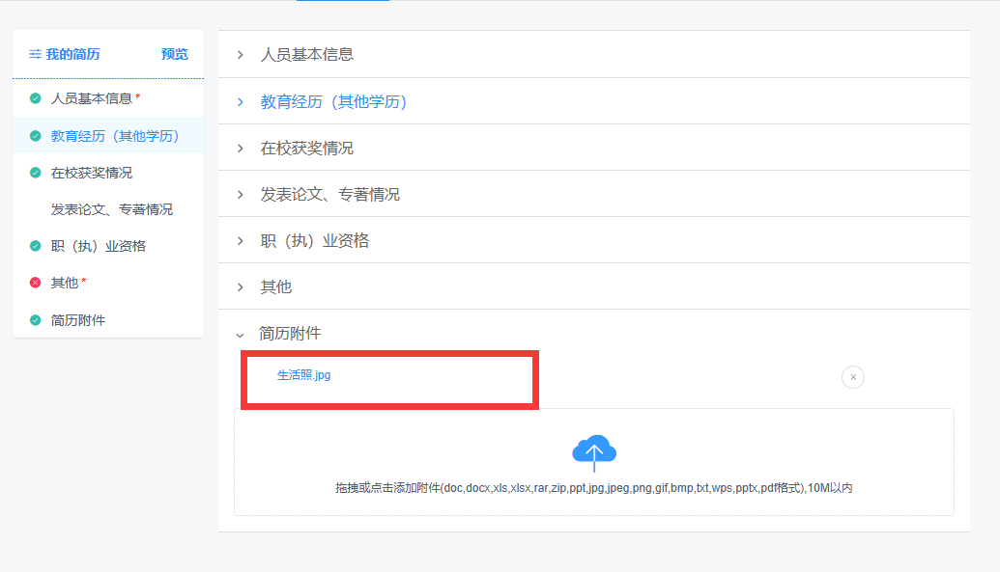 我的简历 预览
人员基本信息 *
教育经历（其他学历）
在校获奖情况
发表论文、专著情况
职（执）业资格
其他 *
简历附件
人员基本信息
教育经历（其他学历）
在校获奖情况
发表论文、专著情况
职（执）业资格
其他
简历附件
生活照.jpg
拖拽或点击添加附件(doc,docx,xls,xlsx,rar,zip,ppt,jpg,jpeg,png,gif,bmp,txt,wps,pptx,pdf格式),10M以内